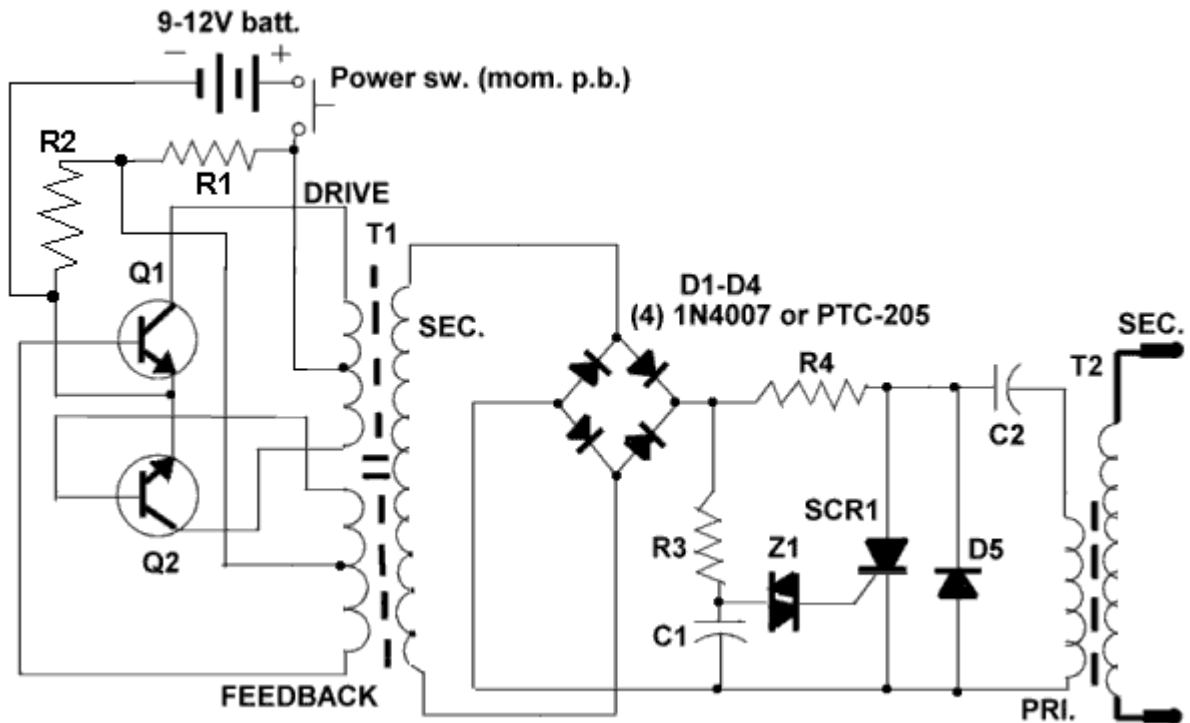 9-12V batt.
− +
Power sw. (mom. p.b.)
R2
R1
DRIVE
T1
Q1
SEC.
D1-D4
(4) 1N4007 or PTC-205
SEC.
T2
R4
C2
SCR1
R3
Z1
D5
Q2
C1
FEEDBACK
PRI.